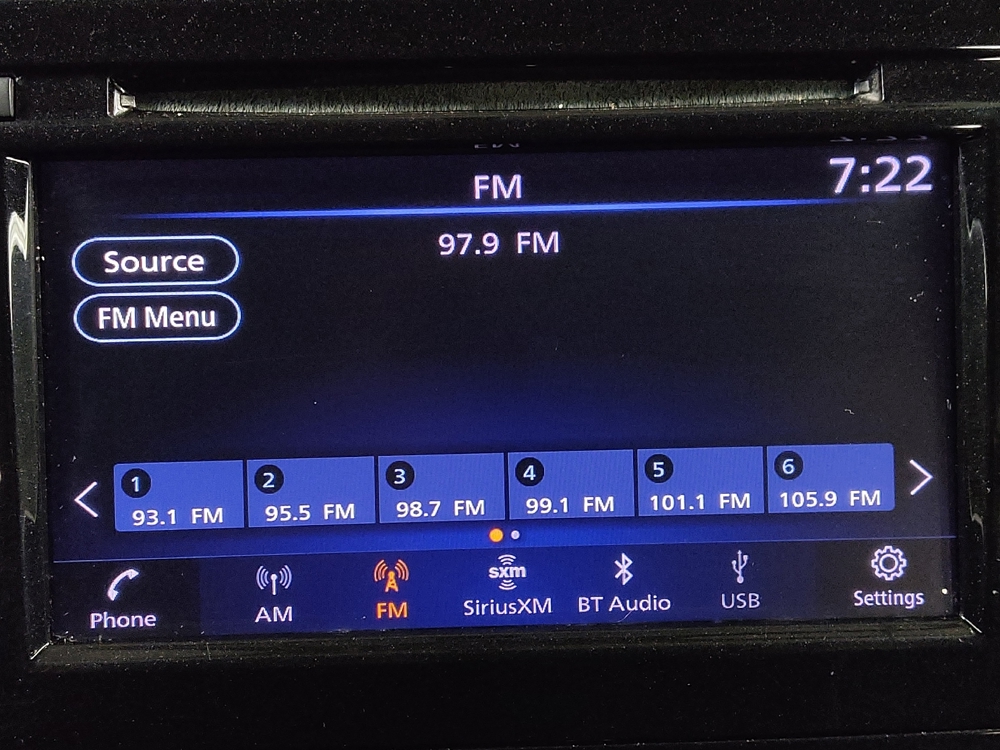 FM
7:22
97.9 FM
Source
FM Menu
1 2 3 4 5 6
93.1 FM 95.5 FM 98.7 FM 99.1 FM 101.1 FM 105.9 FM
sxm
Phone AM FM SiriusXM BT Audio USB Settings